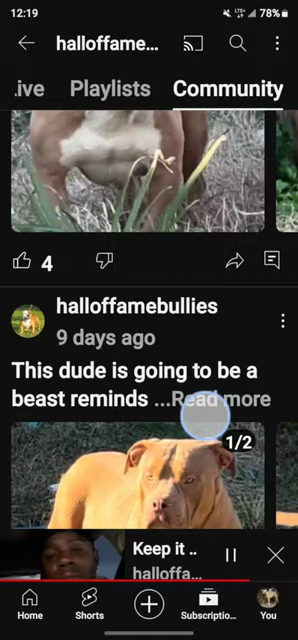 12:19
LTE+
78%
halloffame...
.ive Playlists Community
4
halloffamebullies
9 days ago
This dude is going to be a
beast reminds ...Read more
1/2
Keep it ..
halloffa...
Home Shorts Subscriptio... You